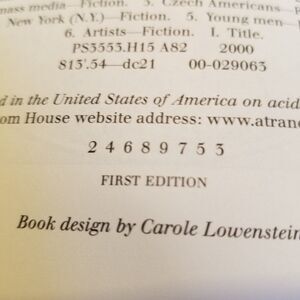 mass media—Fiction. 3. Czech Americans—
New York (N.Y.)—Fiction. 5. Young men—
6. Artists—Fiction. I. Title.
PS3553.H15 A82 2000
813'.54—dc21 00-029063
in the United States of America on acid
House website address: www.atran
2 4 6 8 9 7 5 3
FIRST EDITION
Book design by Carole Lowenstein